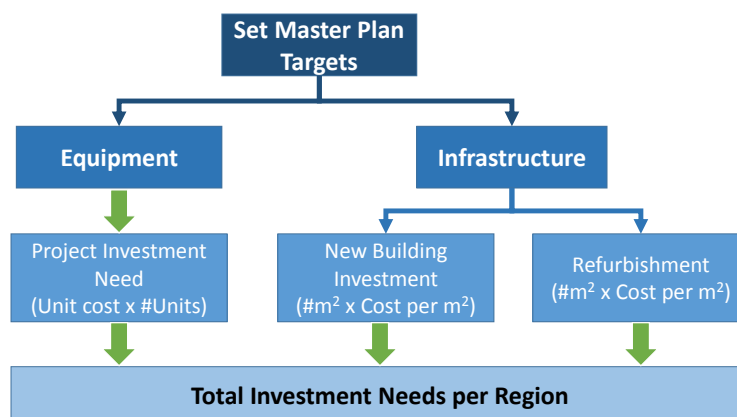 Set Master Plan
Targets
Equipment
Infrastructure
Project Investment
Need
(Unit cost x #Units)
New Building
Investment
(#m² x Cost per m²)
Refurbishment
(#m² x Cost per m²)
Total Investment Needs per Region